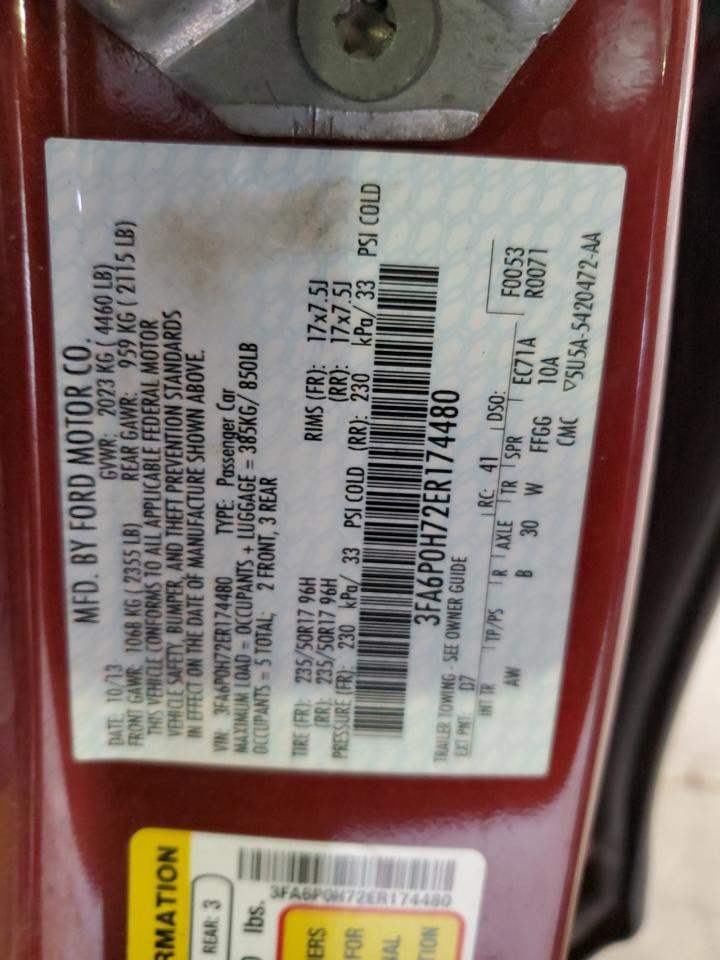 MFD. BY FORD MOTOR CO.
DATE: 10/13 GVWR: 2023 KG ( 4460 LB)
FRONT GAWR: 1068 KG ( 2355 LB) REAR GAWR: 959 KG ( 2115 LB)
THIS VEHICLE CONFORMS TO ALL APPLICABLE FEDERAL MOTOR
VEHICLE SAFETY, BUMPER, AND THEFT PREVENTION STANDARDS
IN EFFECT ON THE DATE OF MANUFACTURE SHOWN ABOVE.
VIN: 3FA6P0H72ER174480 TYPE: Passenger Car
MAXIMUM LOAD = OCCUPANTS + LUGGAGE = 385KG/ 850LB
OCCUPANTS = 5 TOTAL; 2 FRONT, 3 REAR
TIRE (FR): 235/50R17 96H RIMS (FR): 17x7.5J
(RR): 235/50R17 96H (RR): 17x7.5J
PRESSURE (FR): 230 kPa/ 33 PSI COLD (RR): 230 kPa/ 33 PSI COLD
3FA6P0H72ER174480
TRAILER TOWING - SEE OWNER GUIDE
EXT PNT: D7 RC: 41 DSO: F0053
R0071
INT TR TP/PS R AXLE TR SPR EC71A
AW B 30 W FFGG 10A
CMC ▽5U5A-5420472-AA
RMATION
REAR: 3
lbs.
3FA6P0H72ER174480
ERS
FOR
AL
TION